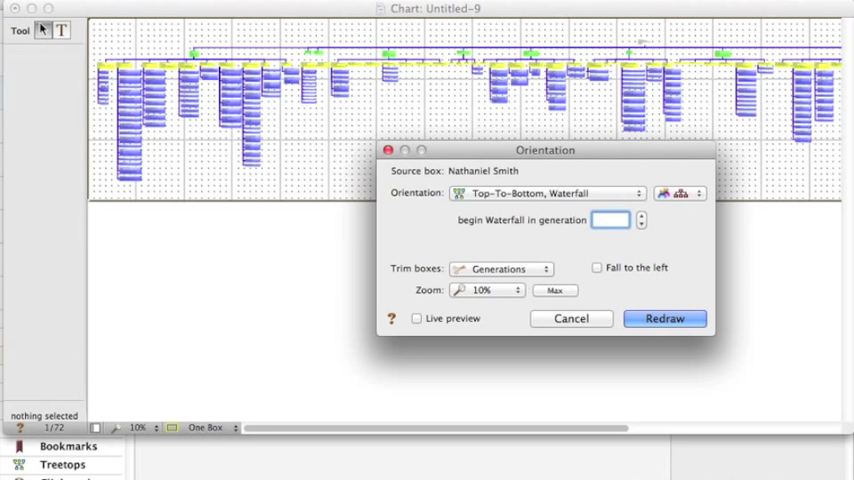 Chart: Untitled-9
Tool T
Orientation
Source box: Nathaniel Smith
Orientation: Top-To-Bottom, Waterfall
begin Waterfall in generation
Trim boxes: Generations Fall to the left
Zoom: 10% Max
? Live preview Cancel Redraw
nothing selected
? 1/72 10% One Box
Bookmarks
Treetops